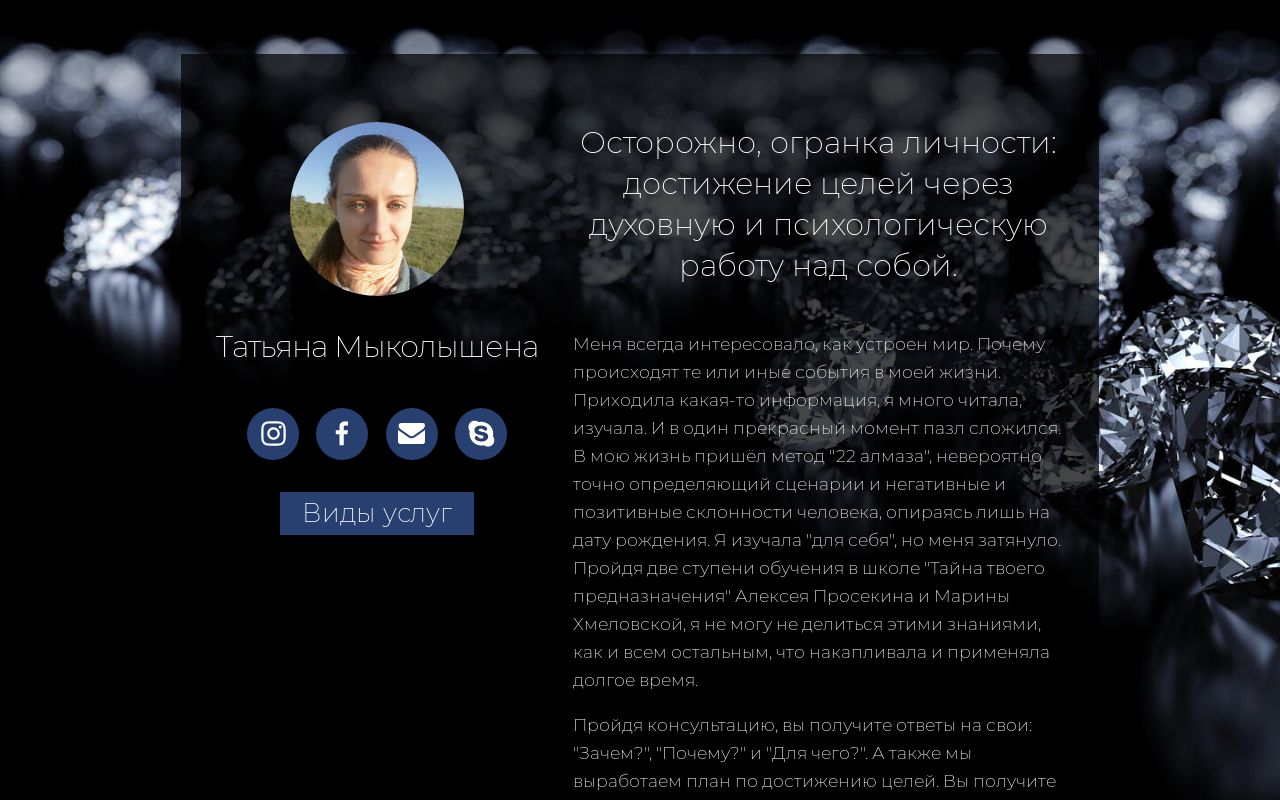 Осторожно, огранка личности:
достижение целей через
духовную и психологическую
работу над собой.
Татьяна Мыколышена
Виды услуг
Меня всегда интересовало, как устроен мир. Почему
происходят те или иные события в моей жизни.
Приходила какая-то информация, я много читала,
изучала. И в один прекрасный момент пазл сложился.
В мою жизнь пришёл метод "22 алмаза", невероятно
точно определяющий сценарии и негативные и
позитивные склонности человека, опираясь лишь на
дату рождения. Я изучала "для себя", но меня затянуло.
Пройдя две ступени обучения в школе "Тайна твоего
предназначения" Алексея Просекина и Марины
Хмеловской, я не могу не делиться этими знаниями,
как и всем остальным, что накапливала и применяла
долгое время.
Пройдя консультацию, вы получите ответы на свои:
"Зачем?", "Почему?" и "Для чего?". А также мы
выработаем план по достижению целей. Вы получите